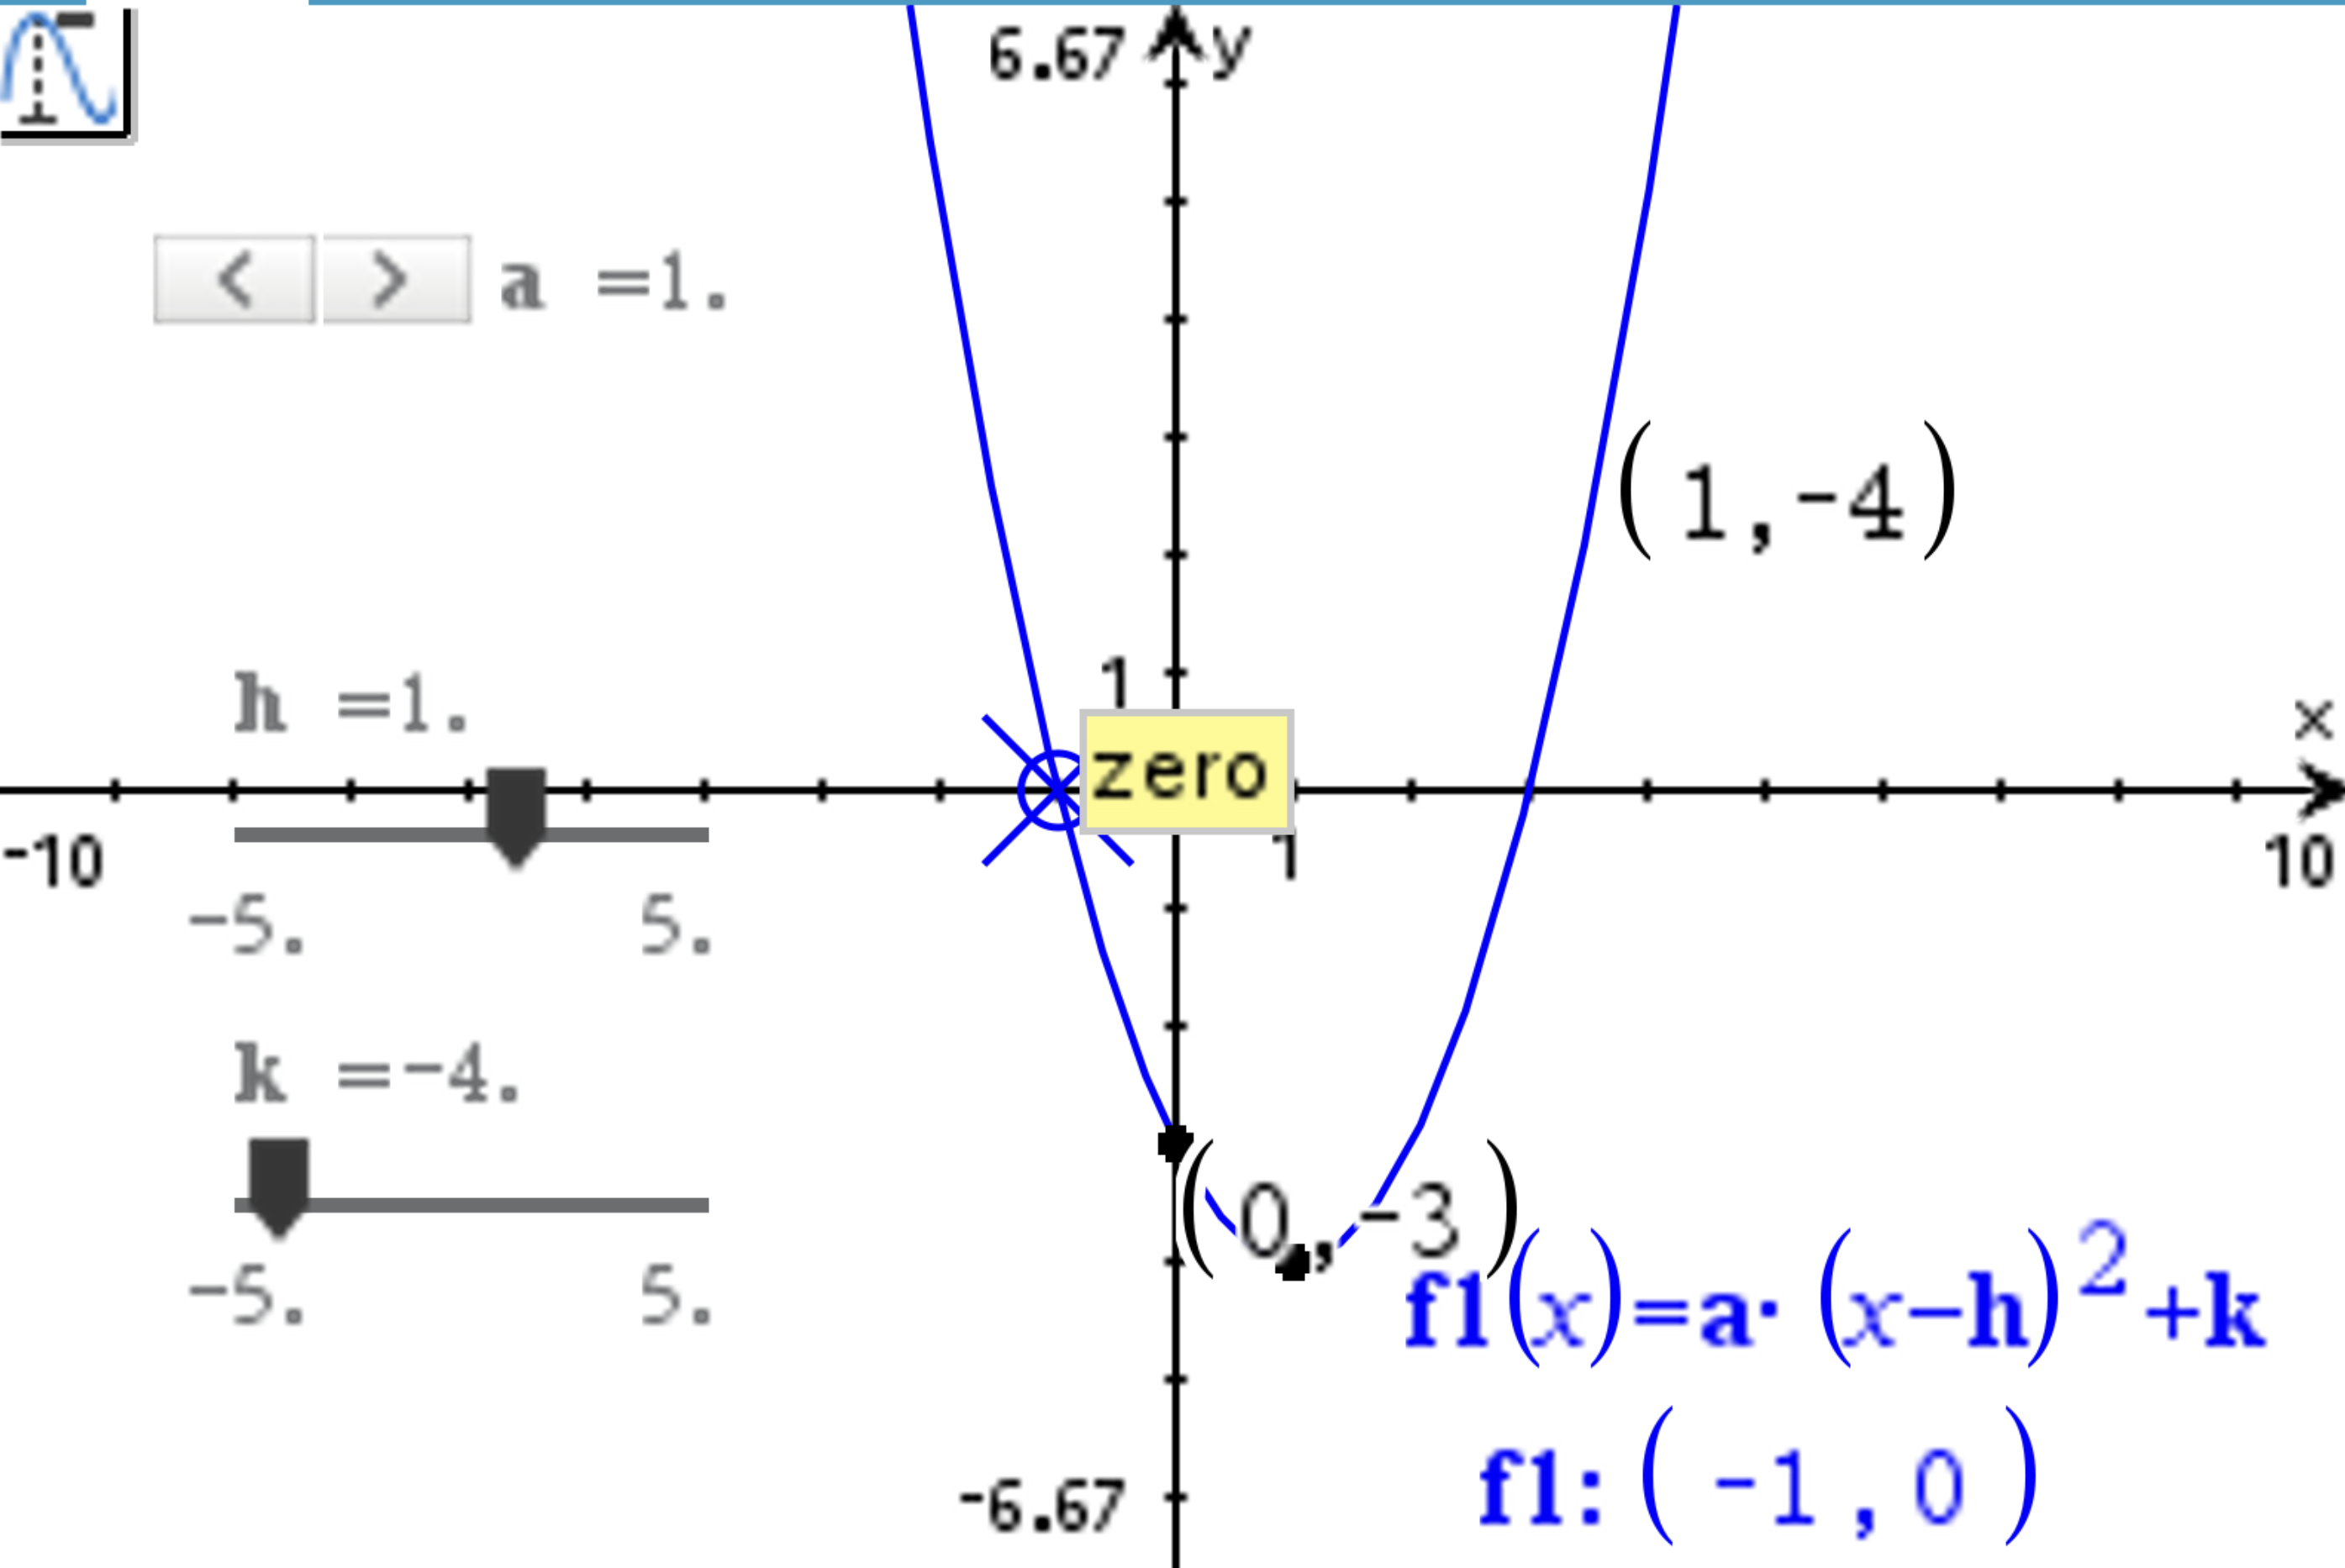 6.67
y
a =1.
(1,-4)
h =1.
1
zero
x
-10
1
10
-5.
5.
k =-4.
(0,-3)
-5.
5.
f1(x)=a·(x-h)²+k
-6.67
f1:(-1,0)